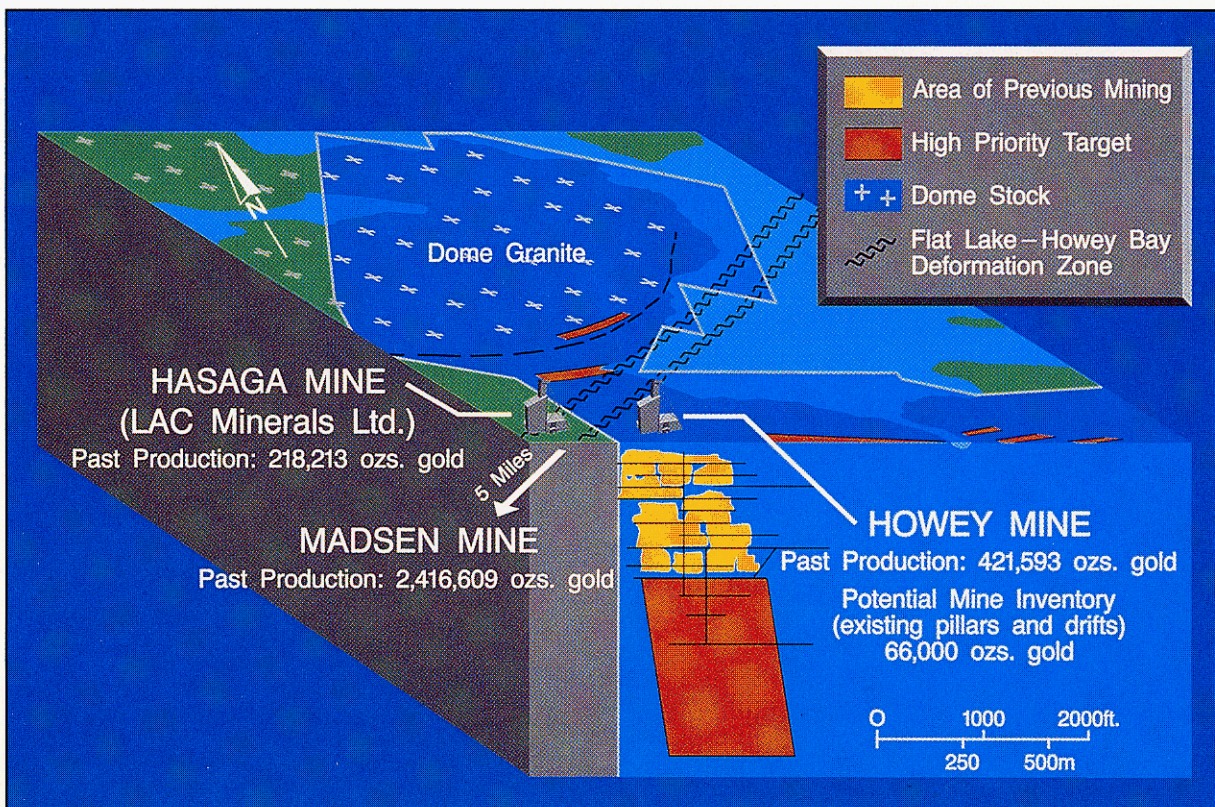 Area of Previous Mining
High Priority Target
Dome Stock
Flat Lake – Howey Bay
Deformation Zone
N
Dome Granite
HASAGA MINE
(LAC Minerals Ltd.)
Past Production: 218,213 ozs. gold
5 Miles
MADSEN MINE
Past Production: 2,416,609 ozs. gold
HOWEY MINE
Past Production: 421,593 ozs. gold
Potential Mine Inventory
(existing pillars and drifts)
66,000 ozs. gold
O 1000 2000ft.
250 500m